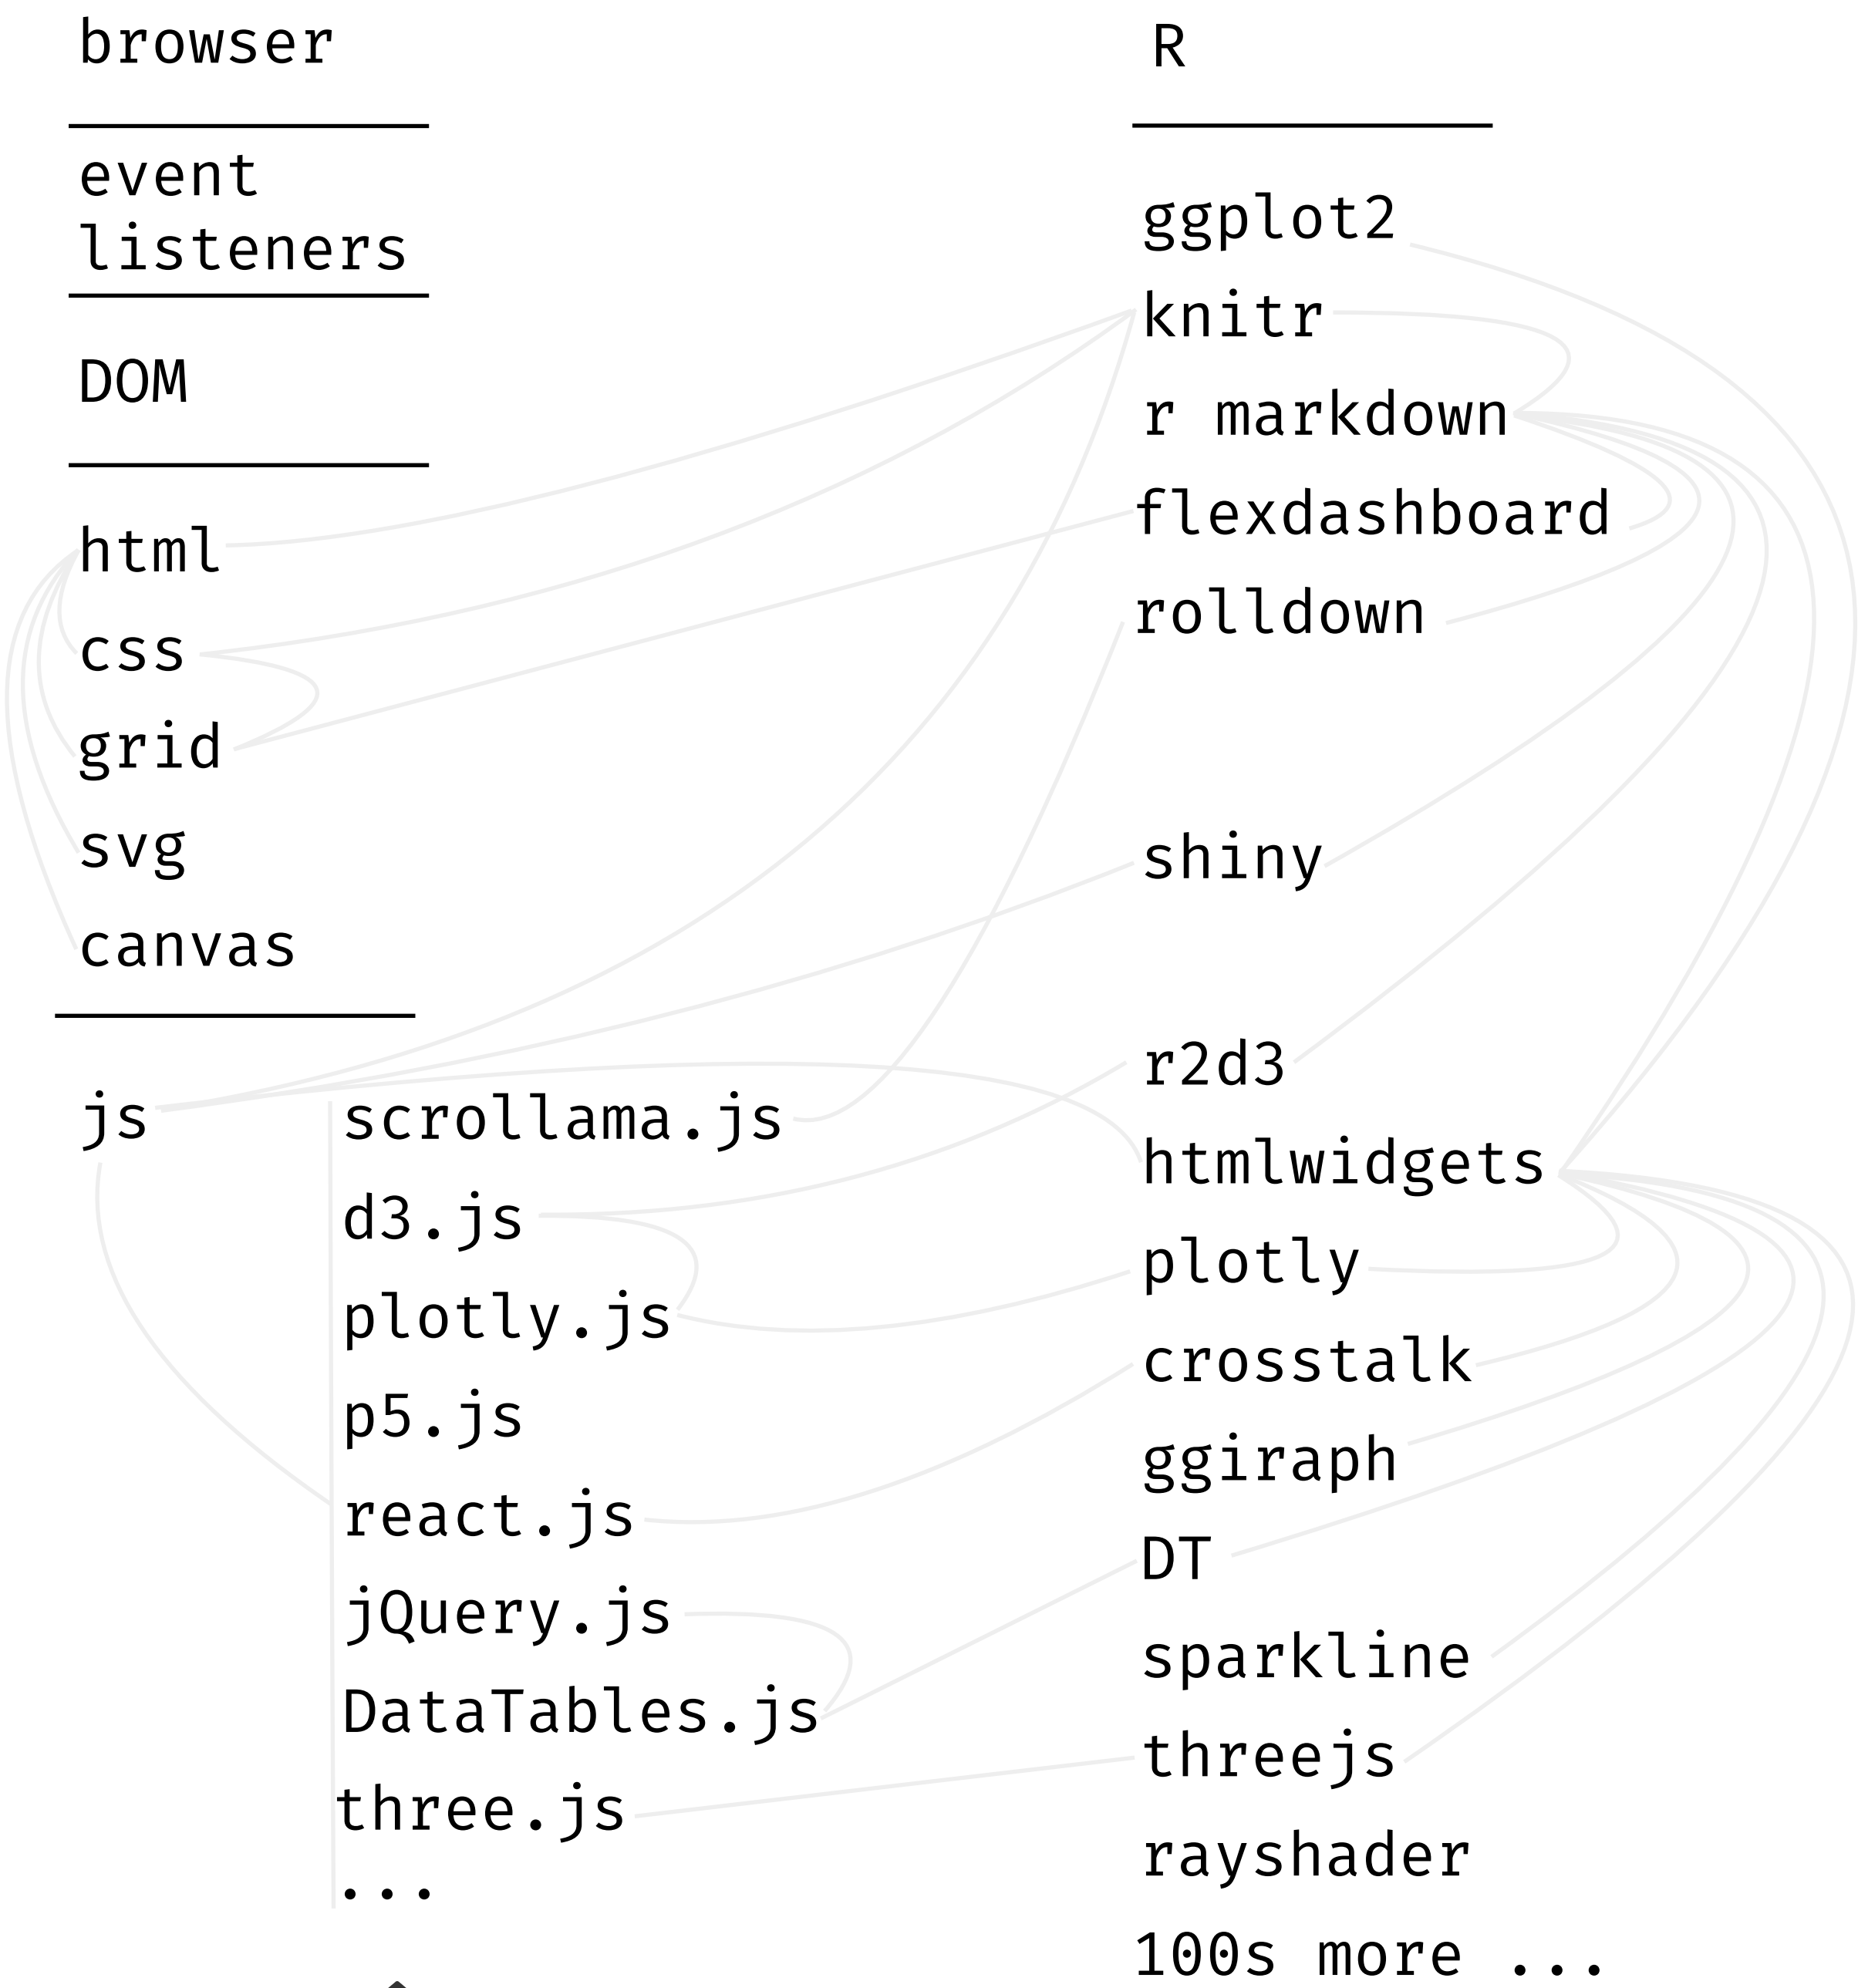 browser
event
listeners
DOM
html
css
grid
svg
canvas
js
scrollama.js
d3.js
plotly.js
p5.js
react.js
jQuery.js
DataTables.js
three.js
...
R
ggplot2
knitr
r markdown
flexdashboard
rolldown
shiny
r2d3
htmlwidgets
plotly
crosstalk
ggiraph
DT
sparkline
threejs
rayshader
100s more ...